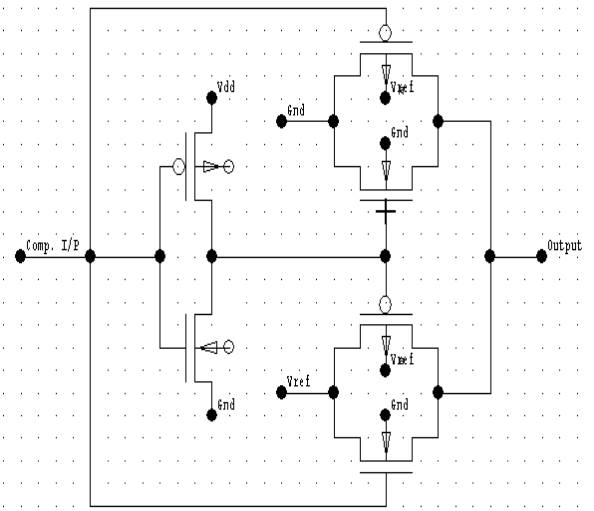 Vdd
Gnd
Vref
Gnd
Comp. I/P
Output
Vref
Vref
Gnd
Gnd